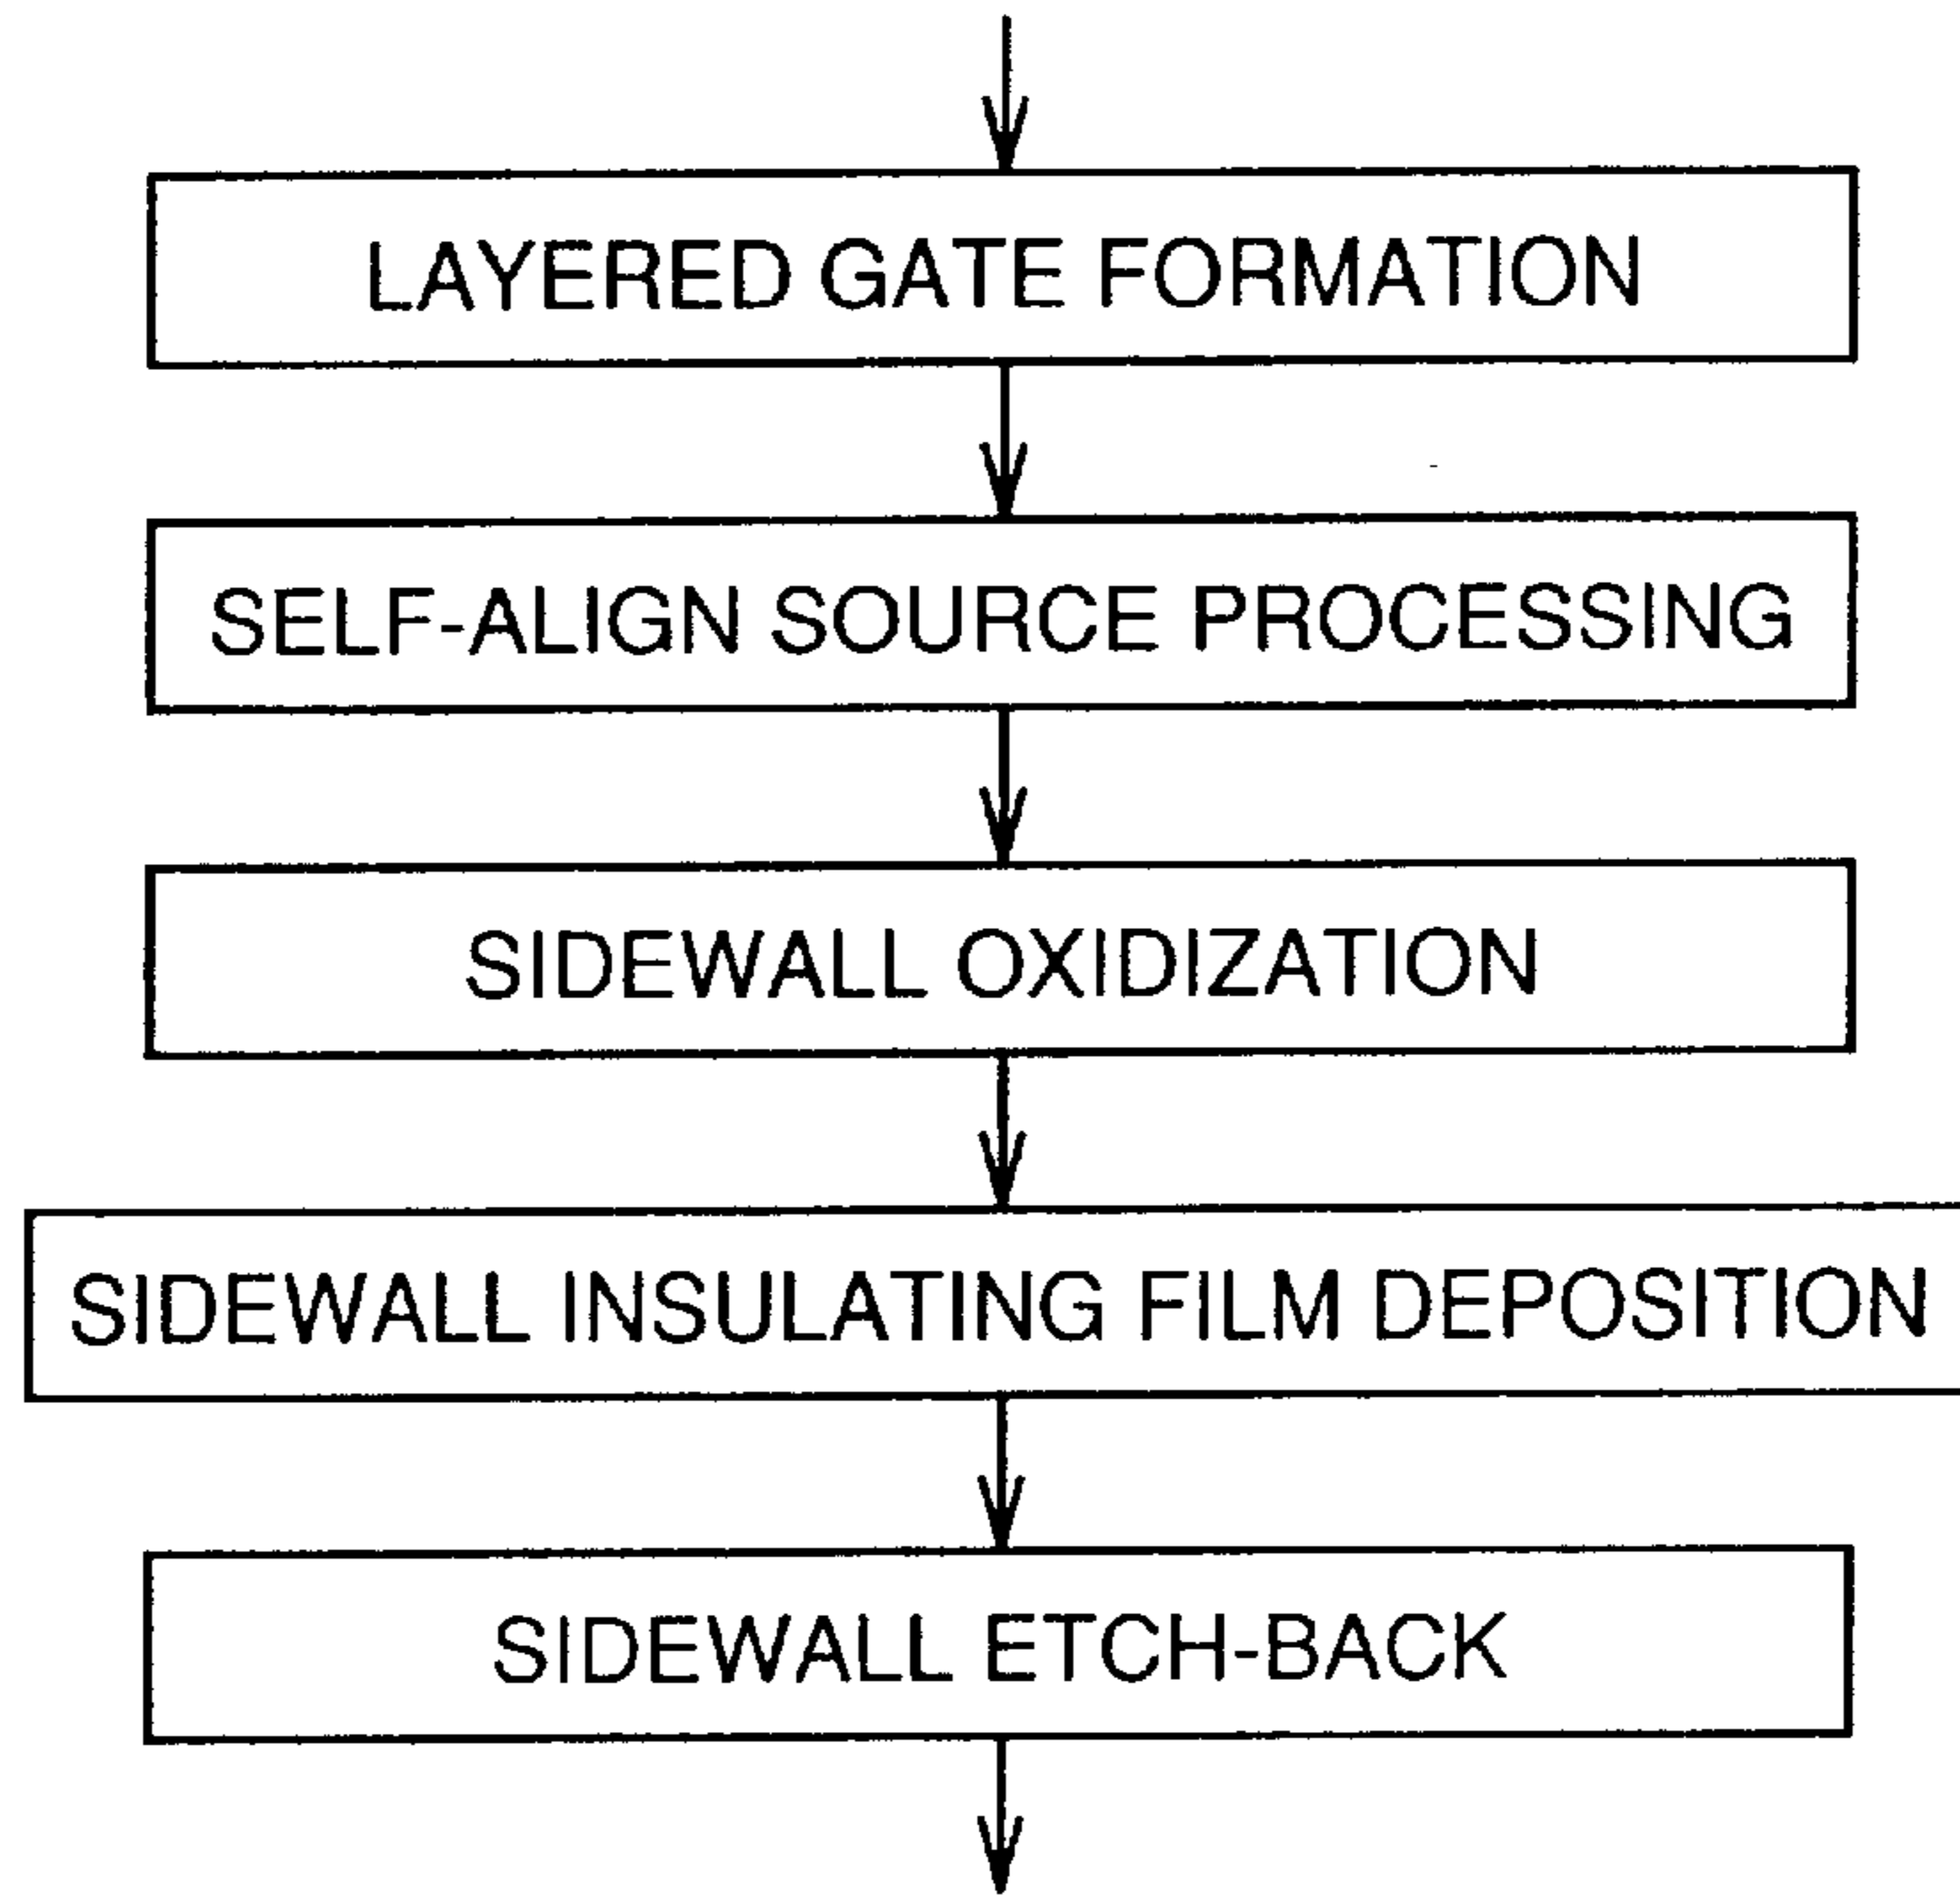 LAYERED GATE FORMATION
SELF-ALIGN SOURCE PROCESSING
SIDEWALL OXIDIZATION
SIDEWALL INSULATING FILM DEPOSITION
SIDEWALL ETCH-BACK